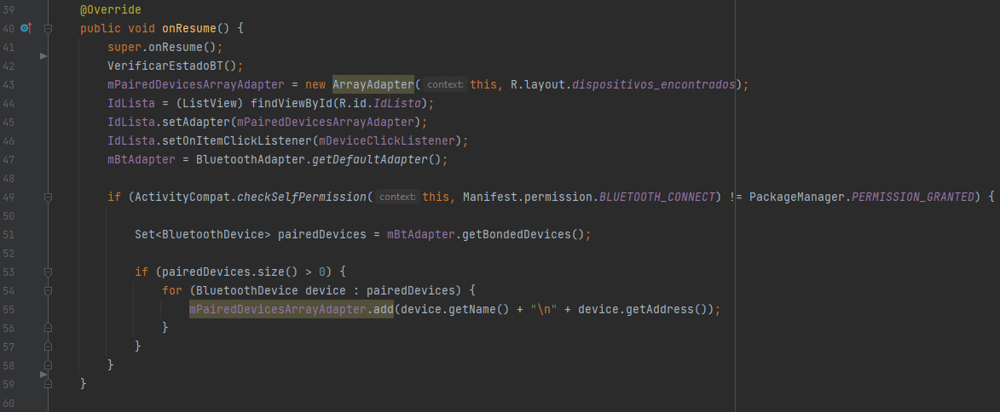 39 @Override
40 public void onResume() {
41 super.onResume();
42 VerificarEstadoBT();
43 mPairedDevicesArrayAdapter = new ArrayAdapter( context: this, R.layout.dispositivos_encontrados);
44 IdLista = (ListView) findViewById(R.id.IdLista);
45 IdLista.setAdapter(mPairedDevicesArrayAdapter);
46 IdLista.setOnItemClickListener(mDeviceClickListener);
47 mBtAdapter = BluetoothAdapter.getDefaultAdapter();
48
49 if (ActivityCompat.checkSelfPermission( context: this, Manifest.permission.BLUETOOTH_CONNECT) != PackageManager.PERMISSION_GRANTED) {
50
51 Set<BluetoothDevice> pairedDevices = mBtAdapter.getBondedDevices();
52
53 if (pairedDevices.size() > 0) {
54 for (BluetoothDevice device : pairedDevices) {
55 mPairedDevicesArrayAdapter.add(device.getName() + "\n" + device.getAddress());
56 }
57 }
58 }
59 }
60